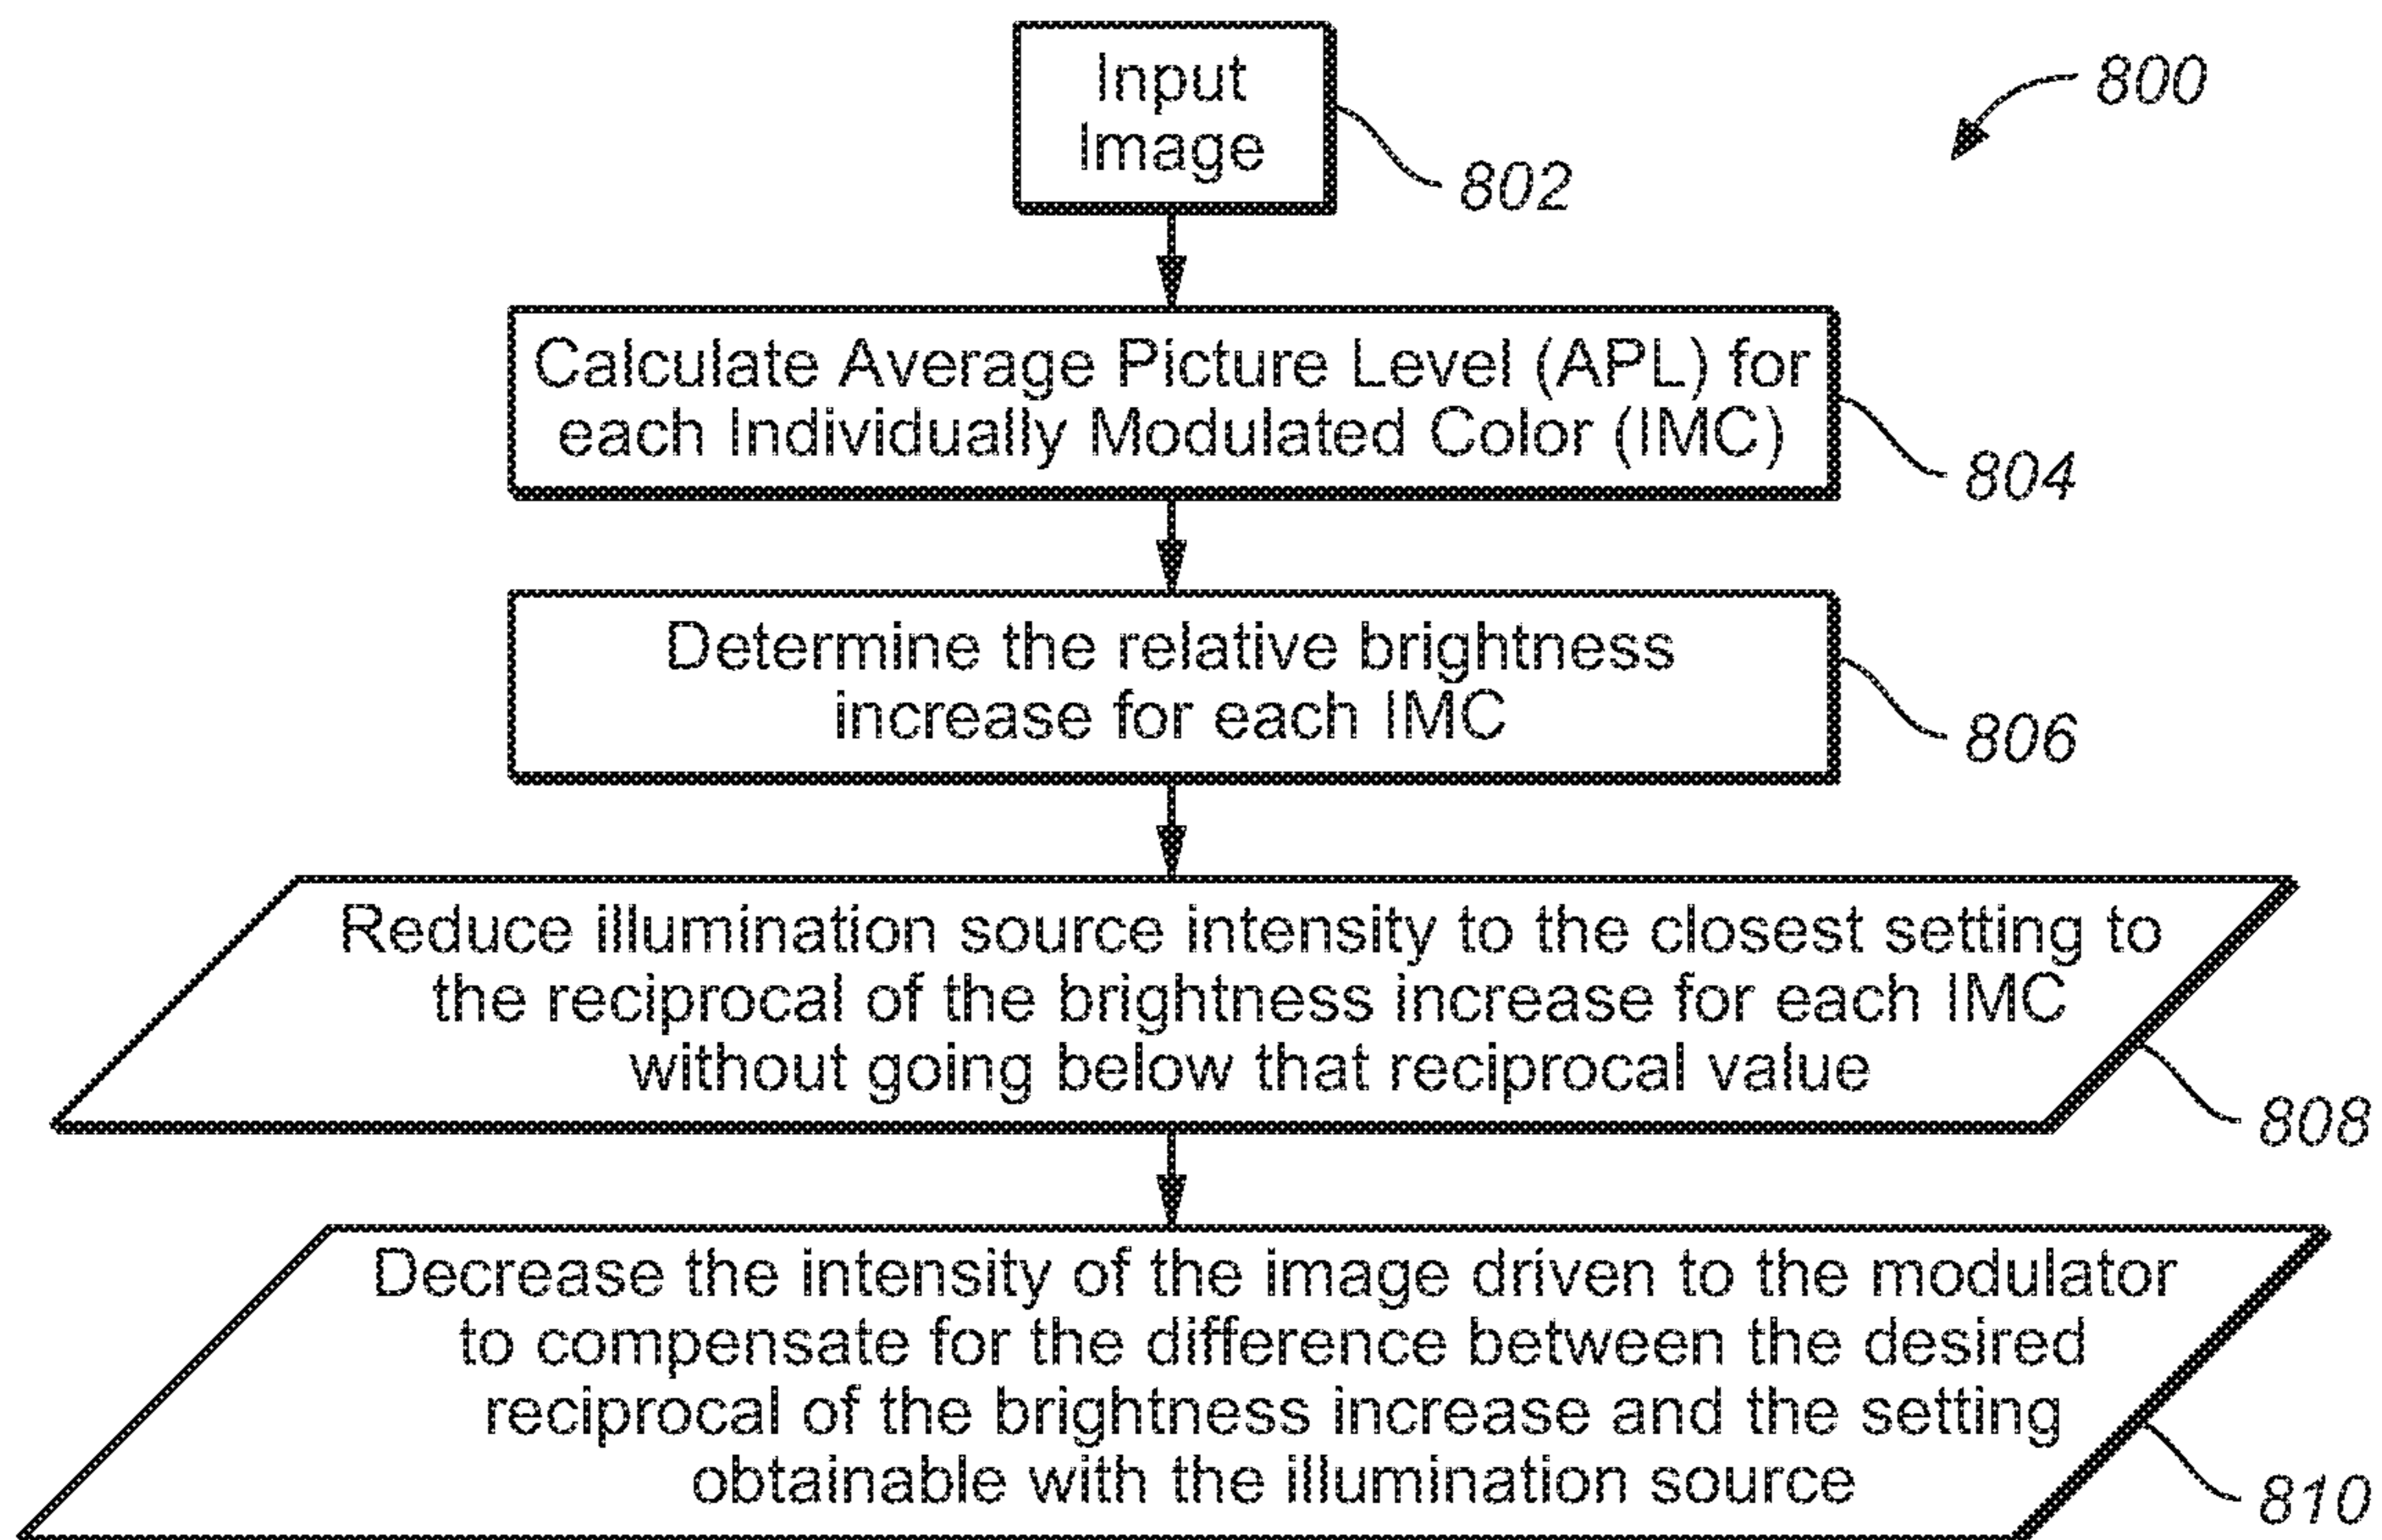 Input
Image
800
802
Calculate Average Picture Level (APL) for
each Individually Modulated Color (IMC)
804
Determine the relative brightness
increase for each IMC
806
Reduce illumination source intensity to the closest setting to
the reciprocal of the brightness increase for each IMC
without going below that reciprocal value
808
Decrease the intensity of the image driven to the modulator
to compensate for the difference between the desired
reciprocal of the brightness increase and the setting
obtainable with the illumination source
810